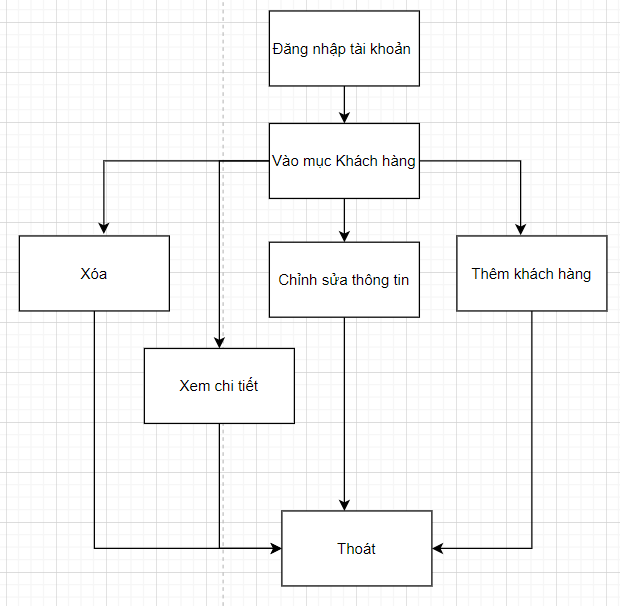 Đăng nhập tài khoản
Vào mục Khách hàng
Xóa
Chỉnh sửa thông tin
Thêm khách hàng
Xem chi tiết
Thoát